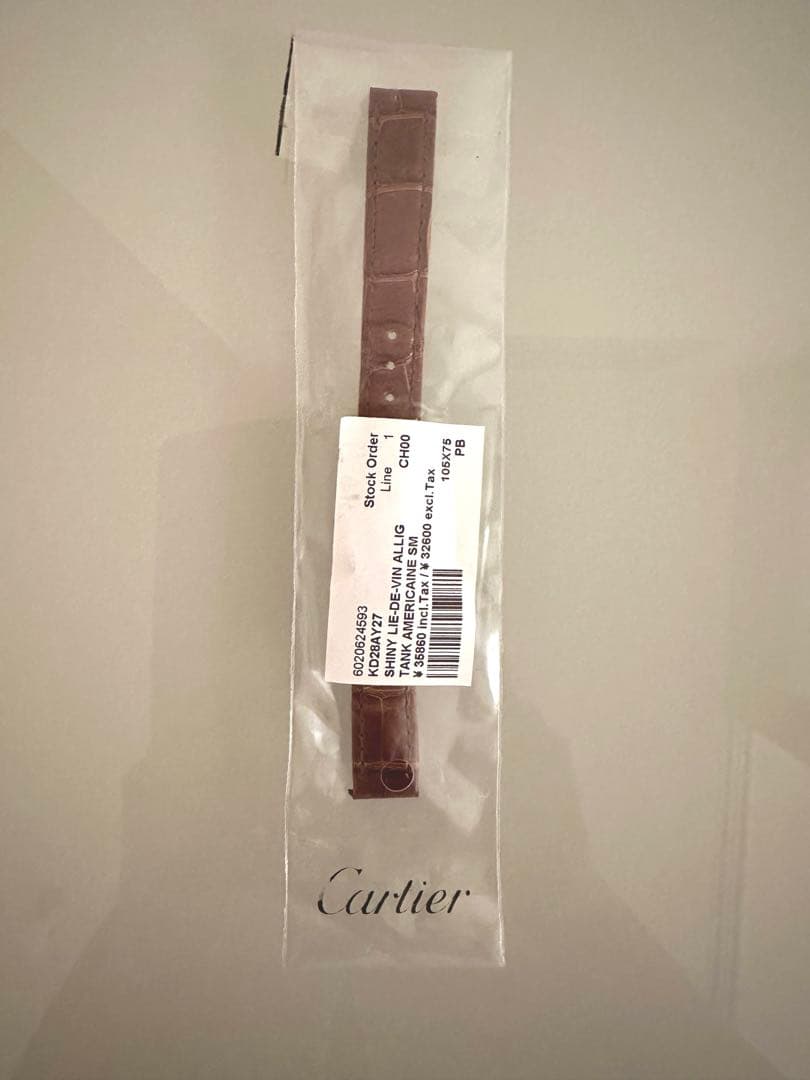 Stock Order
Line 1
CH00
6020624593
KD28AY27
SHINY LIE-DE-VIN ALLIG
TANK AMERICAINE SM
¥ 35860 incl.Tax / ¥ 32600 excl.Tax
105X75
PB
Cartier